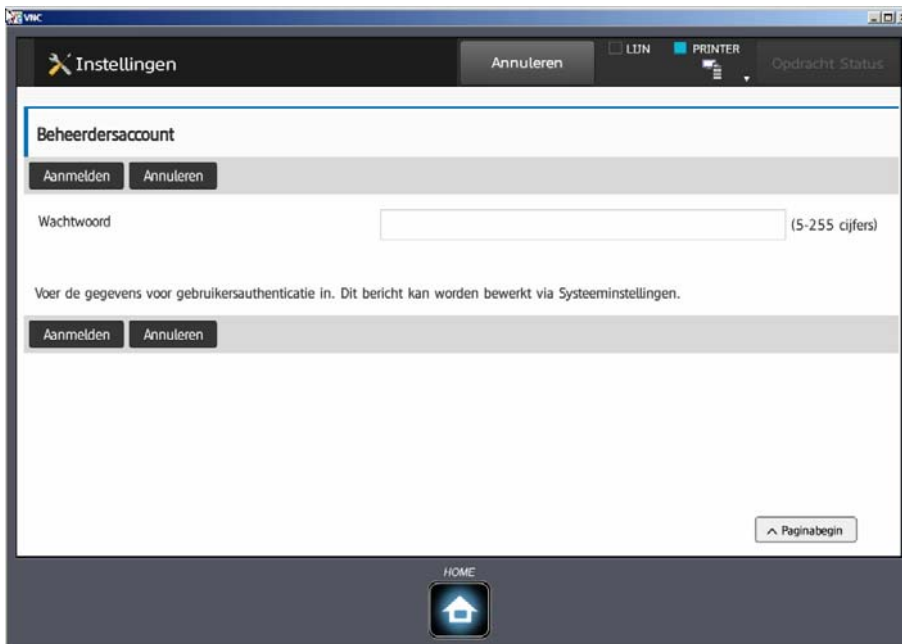 VNC
Instellingen
Annuleren
LIJN
PRINTER
Opdracht Status
Beheerdersaccount
Aanmelden Annuleren
Wachtwoord (5-255 cijfers)
Voer de gegevens voor gebruikersauthenticatie in. Dit bericht kan worden bewerkt via Systeeminstellingen.
Aanmelden Annuleren
Paginabegin
HOME